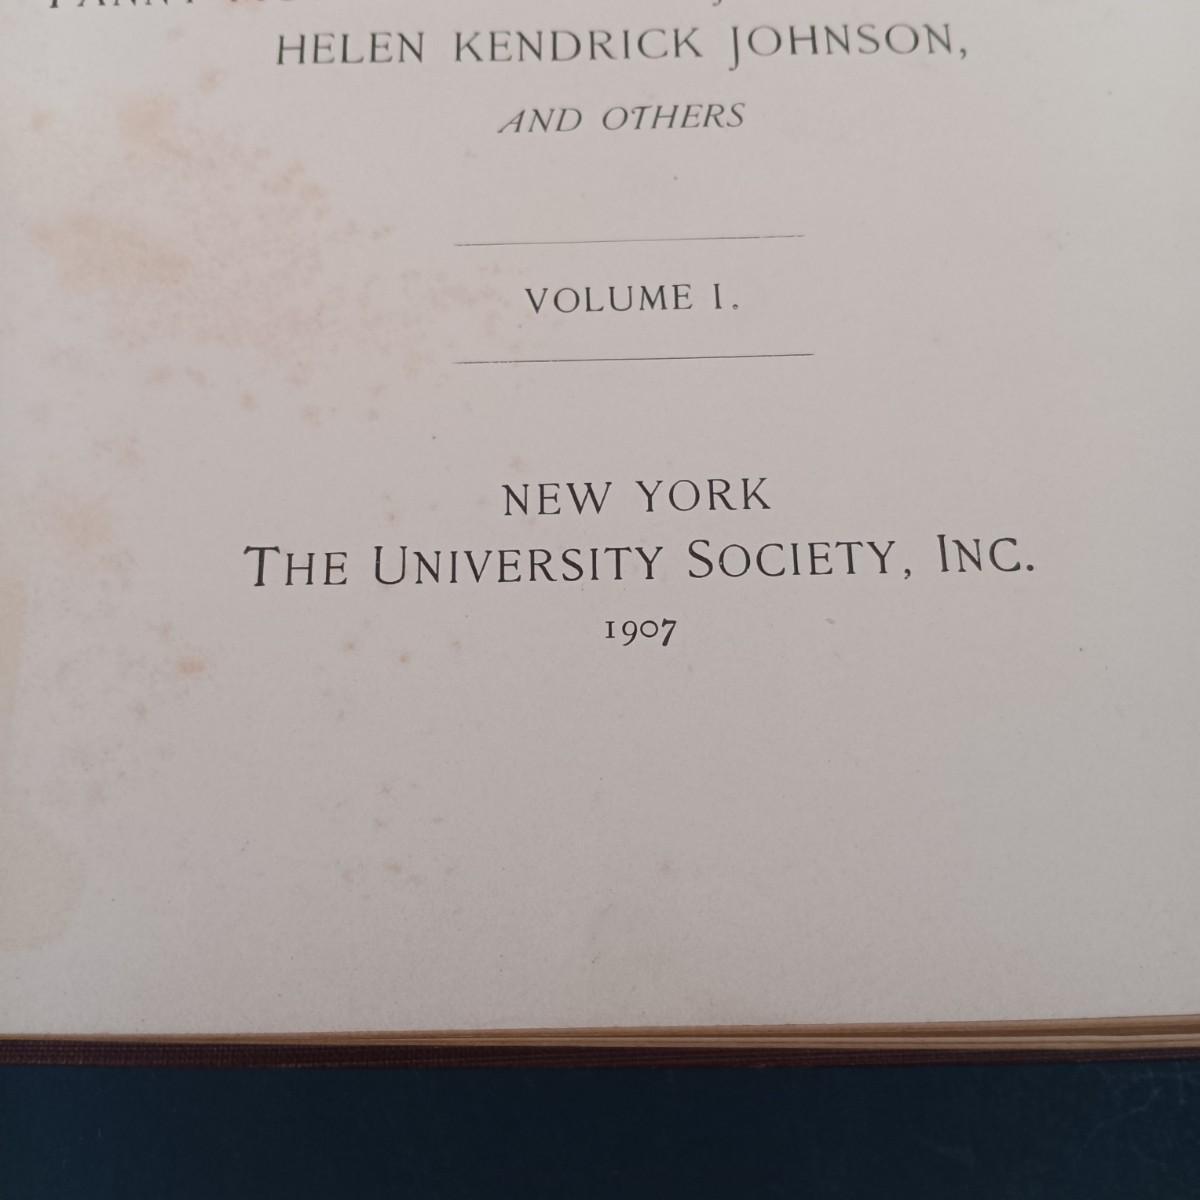 HELEN KENDRICK JOHNSON,
AND OTHERS
VOLUME I.
NEW YORK
THE UNIVERSITY SOCIETY, INC.
1907